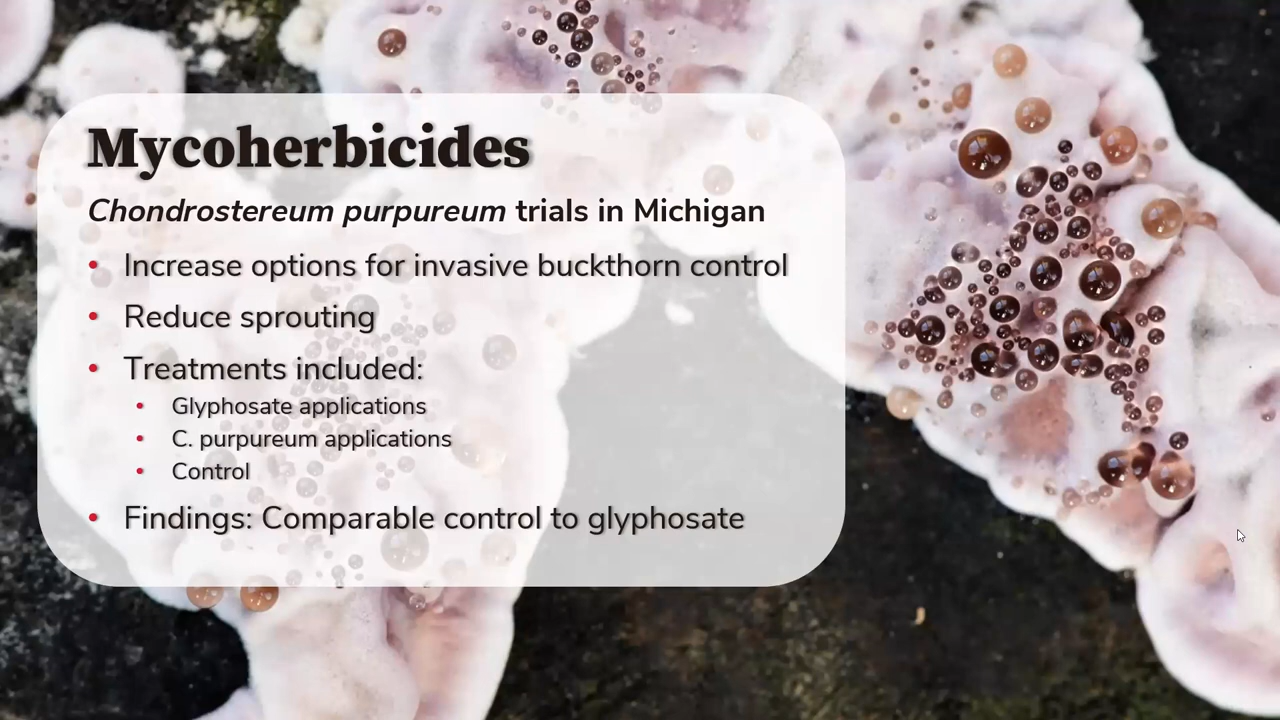 Mycoherbicides
Chondrostereum purpureum trials in Michigan
• Increase options for invasive buckthorn control
• Reduce sprouting
• Treatments included:
• Glyphosate applications
• C. purpureum applications
• Control
• Findings: Comparable control to glyphosate